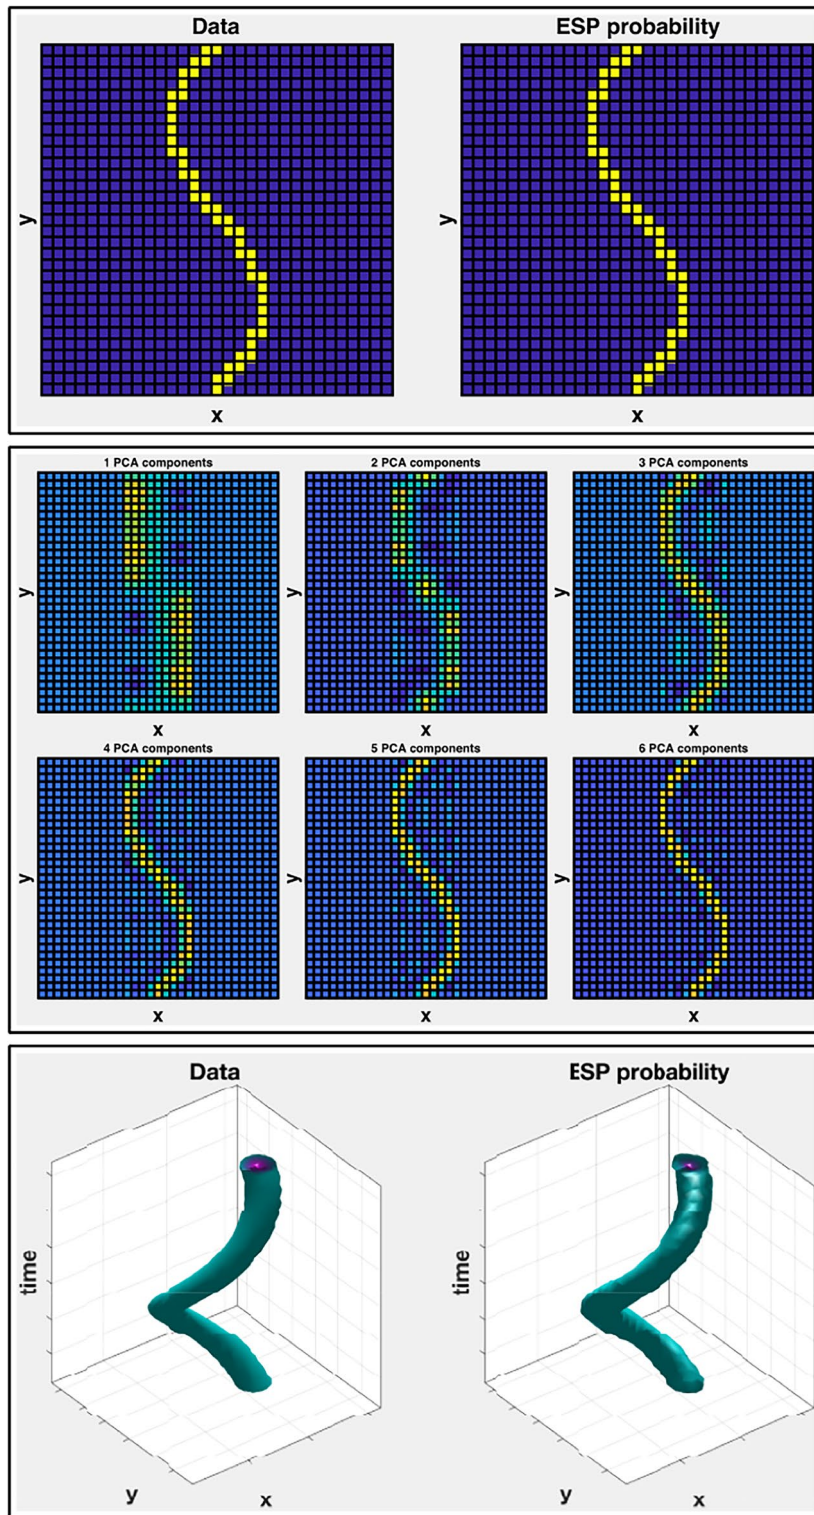 Data ESP probability
y y
x x
1 PCA components 2 PCA components 3 PCA components
y y y
x x x
4 PCA components 5 PCA components 6 PCA components
y y y
x x x
Data ESP probability
time time
y x y x